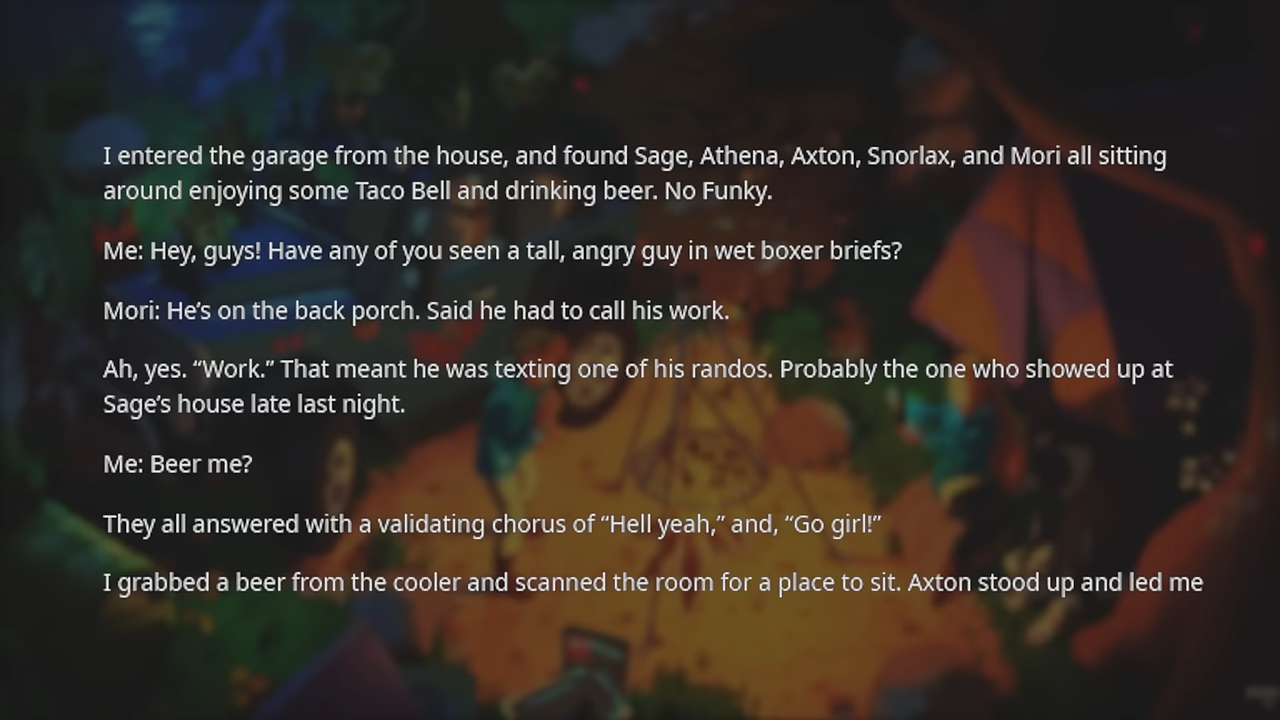 I entered the garage from the house, and found Sage, Athena, Axton, Snorlax, and Mori all sitting
around enjoying some Taco Bell and drinking beer. No Funky.
Me: Hey, guys! Have any of you seen a tall, angry guy in wet boxer briefs?
Mori: He’s on the back porch. Said he had to call his work.
Ah, yes. “Work.” That meant he was texting one of his randos. Probably the one who showed up at
Sage’s house late last night.
Me: Beer me?
They all answered with a validating chorus of “Hell yeah,” and, “Go girl!”
I grabbed a beer from the cooler and scanned the room for a place to sit. Axton stood up and led me